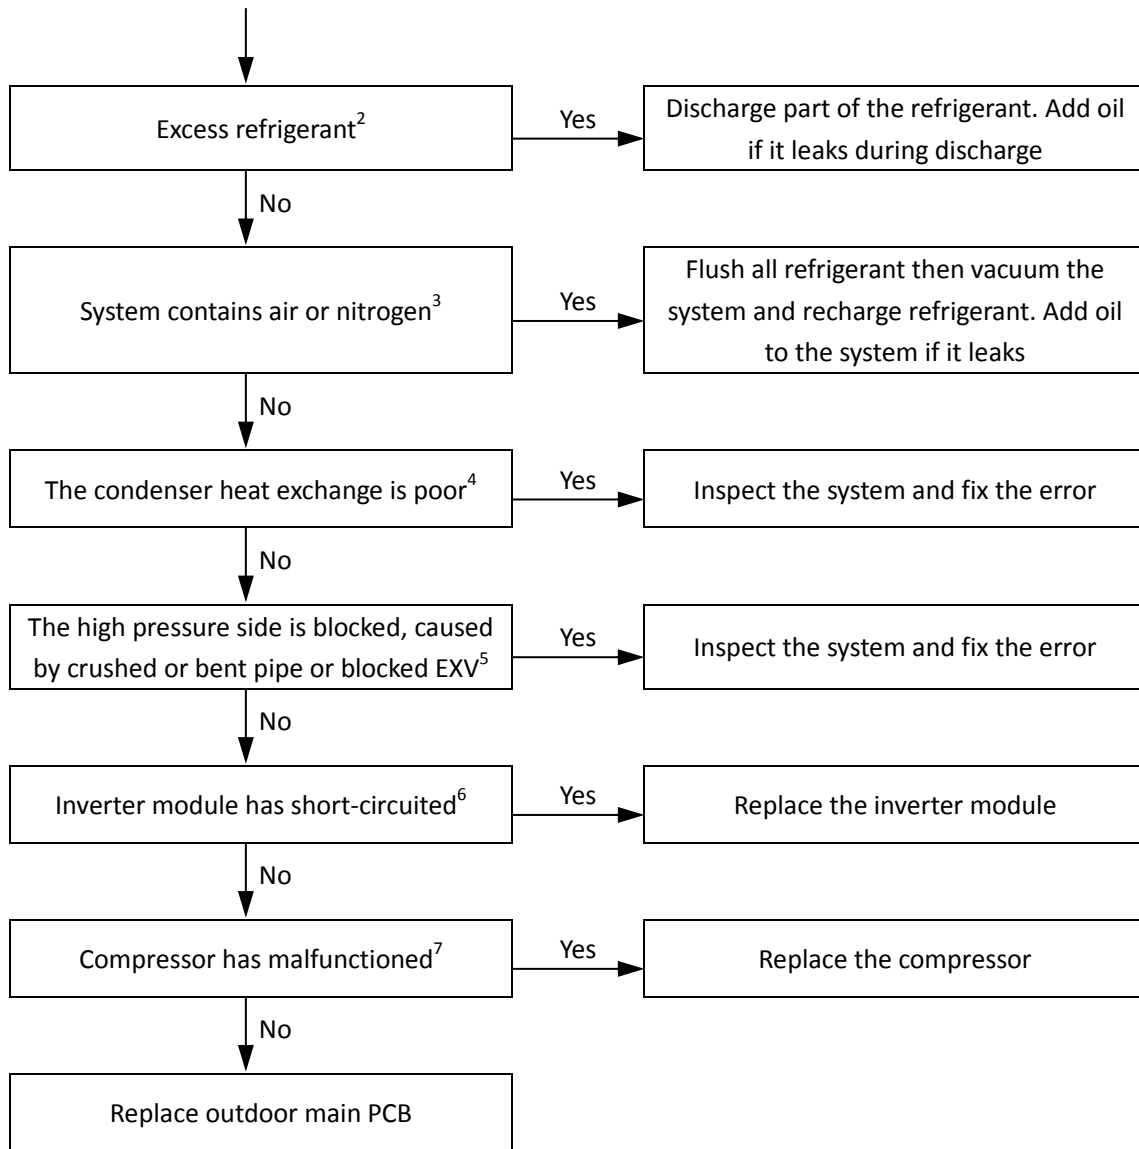 Excess refrigerant²
Yes
Discharge part of the refrigerant. Add oil
if it leaks during discharge
No
System contains air or nitrogen³
Yes
Flush all refrigerant then vacuum the
system and recharge refrigerant. Add oil
to the system if it leaks
No
The condenser heat exchange is poor⁴
Yes
Inspect the system and fix the error
No
The high pressure side is blocked, caused
by crushed or bent pipe or blocked EXV⁵
Yes
Inspect the system and fix the error
No
Inverter module has short-circuited⁶
Yes
Replace the inverter module
No
Compressor has malfunctioned⁷
Yes
Replace the compressor
No
Replace outdoor main PCB